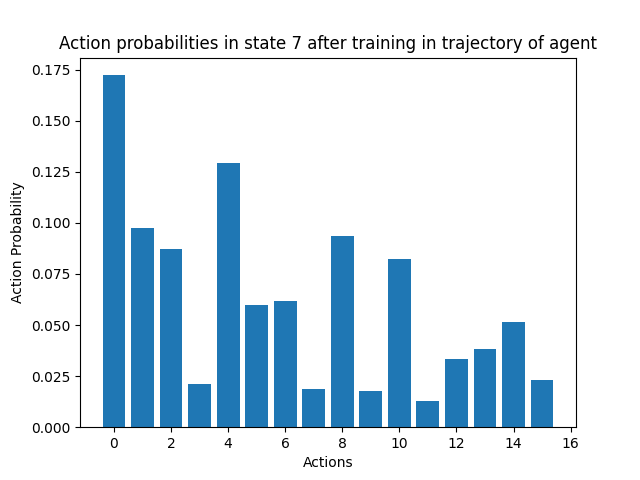 Action probabilities in state 7 after training in trajectory of agent
0.175
0.150
0.125
0.100
0.075
0.050
0.025
0.000
Action Probability
0 2 4 6 8 10 12 14 16
Actions